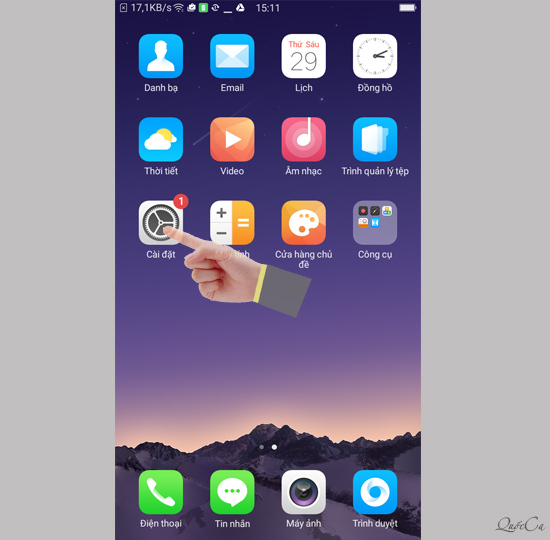 17,1KB/s 15:11
Thứ Sáu
29
Danh bạ Email Lịch Đồng hồ
Thời tiết Video Âm nhạc Trình quản lý tệp
1
Cài đặt tính Cửa hàng chủ đề Công cụ
Điện thoại Tin nhắn Máy ảnh Trình duyệt
QuốcCa